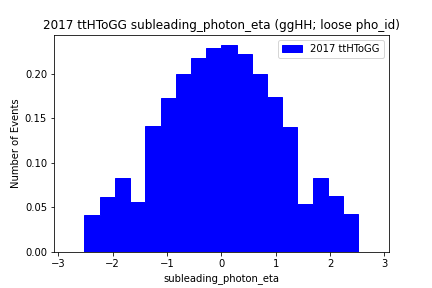 2017 ttHToGG subleading_photon_eta (ggHH; loose pho_id)
2017 ttHToGG
0.20
0.15
0.10
0.05
0.00
Number of Events
−3 −2 −1 0 1 2 3
subleading_photon_eta